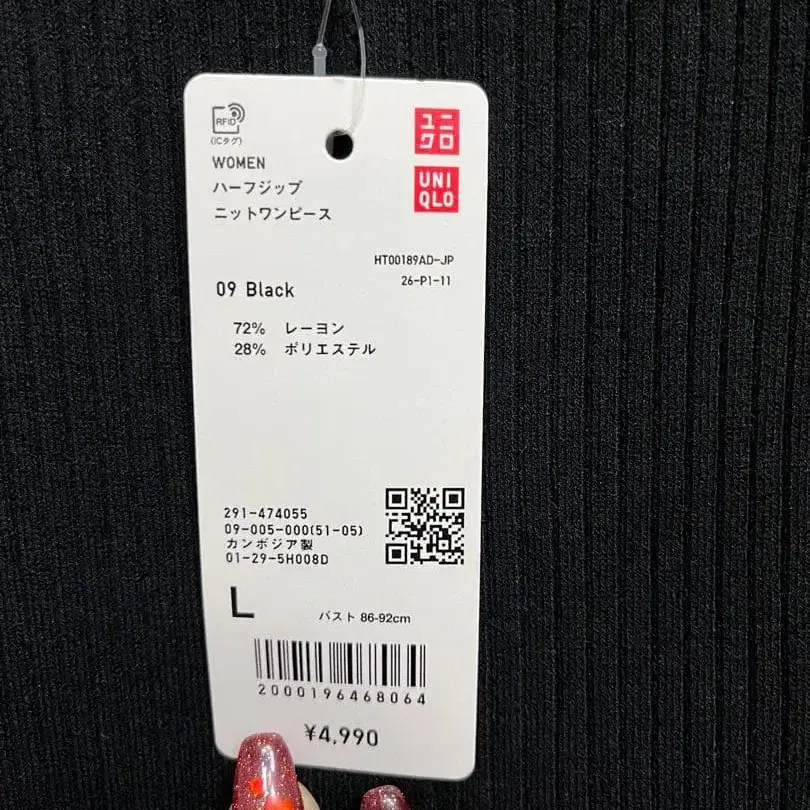 RFID
(ICタグ)
WOMEN
ハーフジップ
ニットワンピース
ユニ
クロ
UNI
QLO
HT00189AD-JP
26-P1-11
09 Black
72% レーヨン
28% ポリエステル
291-474055
09-005-000(51-05)
カンボジア製
01-29-5H008D
L バスト 86-92cm
2000196468064
¥4,990